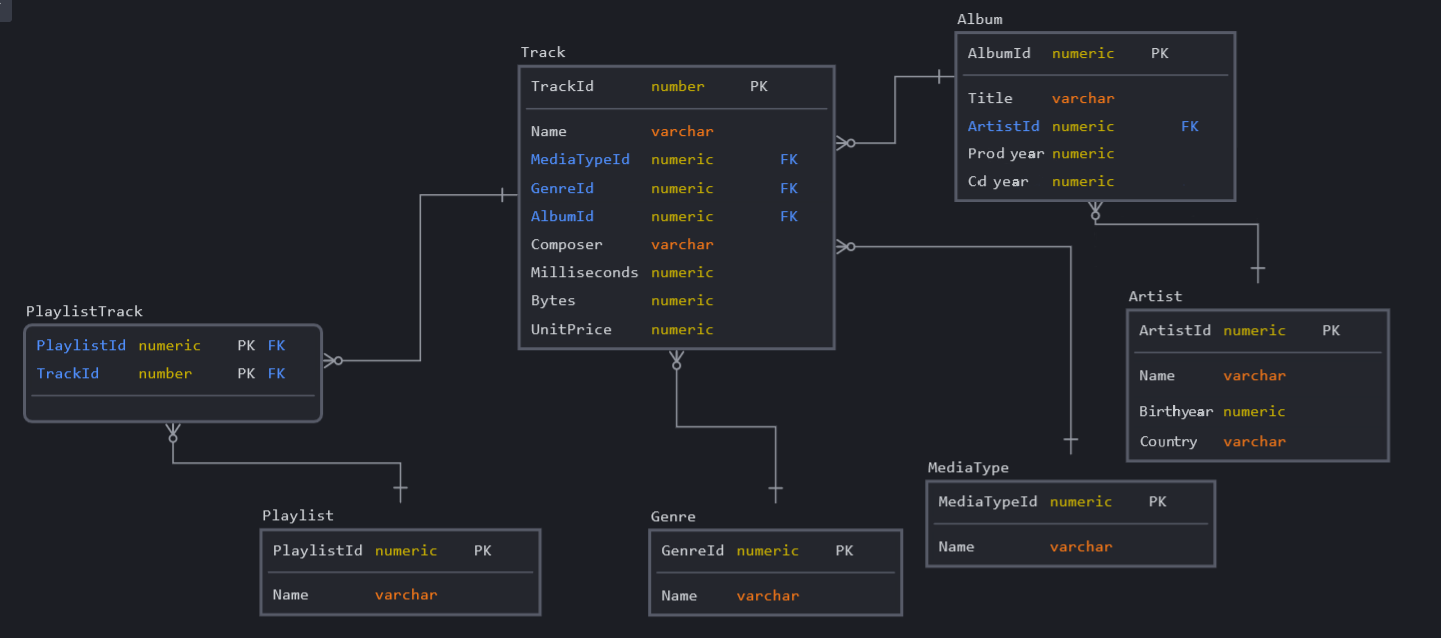 Album
AlbumId numeric PK
Title varchar
ArtistId numeric FK
Prod year numeric
Cd year numeric
Track
TrackId number PK
Name varchar
MediaTypeId numeric FK
GenreId numeric FK
AlbumId numeric FK
Composer varchar
Milliseconds numeric
Bytes numeric
UnitPrice numeric
Artist
ArtistId numeric PK
Name varchar
Birthyear numeric
Country varchar
PlaylistTrack
PlaylistId numeric PK FK
TrackId number PK FK
MediaType
MediaTypeId numeric PK
Name varchar
Playlist
PlaylistId numeric PK
Name varchar
Genre
GenreId numeric PK
Name varchar